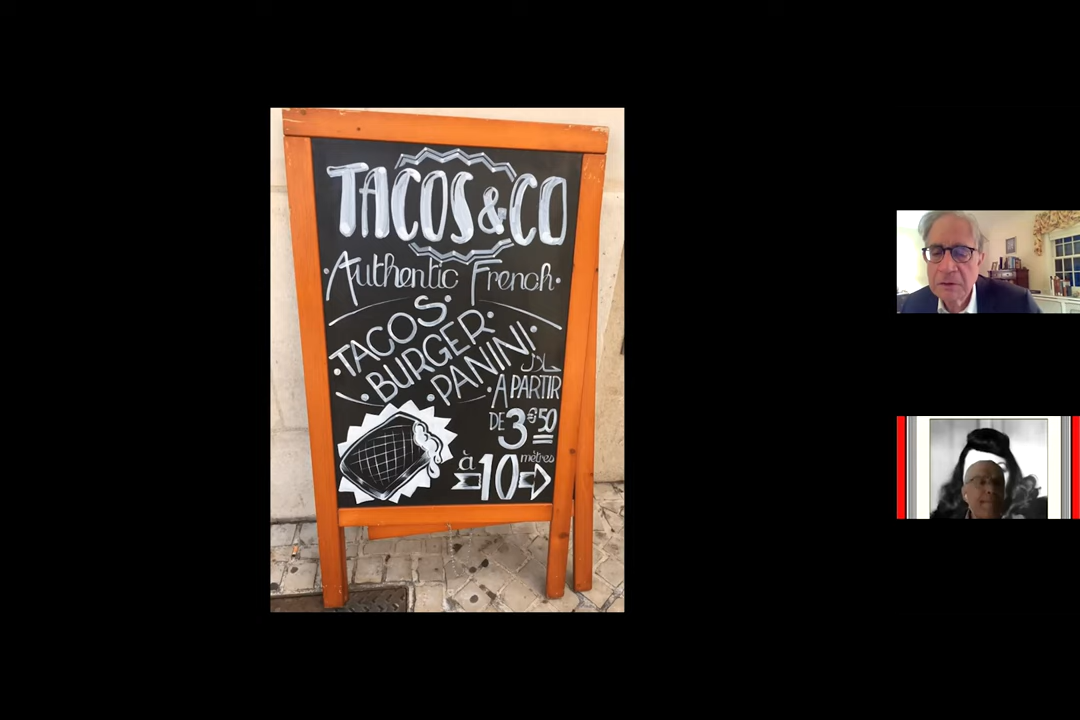 TACOS & CO
·Authentic French·
·TACOS·
·BURGER·
·PANINI·
A PARTIR
DE 3€50
à 10 mètres